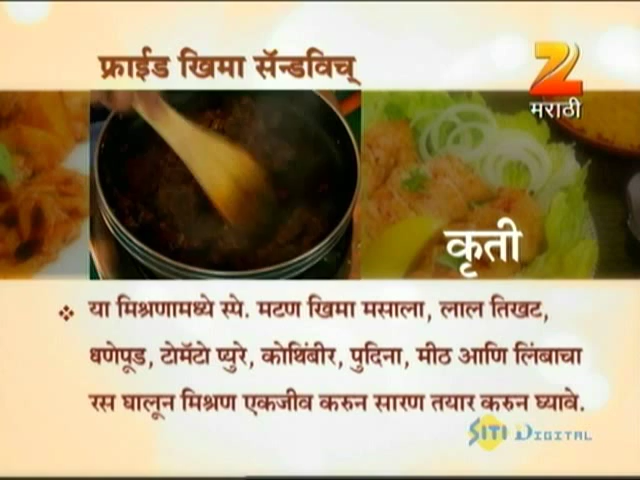 फ्राईड खिमा सॅन्डविच्
मराठी
कृती
❖ या मिश्रणामध्ये स्पे. मटण खिमा मसाला, लाल तिखट,
धणेपूड, टोमॅटो प्युरे, कोथिंबीर, पुदिना, मीठ आणि लिंबाचा
रस घालून मिश्रण एकजीव करुन सारण तयार करुन घ्यावे.
SITI DIGITAL